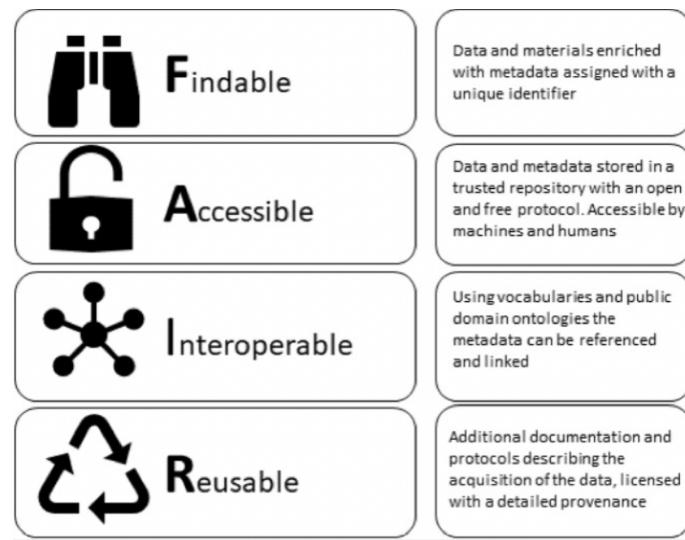 Findable
Data and materials enriched
with metadata assigned with a
unique identifier
Accessible
Data and metadata stored in a
trusted repository with an open
and free protocol. Accessible by
machines and humans
Interoperable
Using vocabularies and public
domain ontologies the
metadata can be referenced
and linked
Reusable
Additional documentation and
protocols describing the
acquisition of the data, licensed
with a detailed provenance